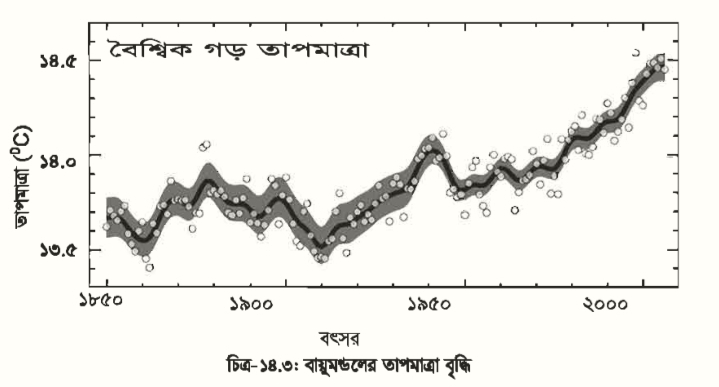 বৈশ্বিক গড় তাপমাত্রা
১৪.৫
১৪.০
১৩.৫
তাপমাত্রা (⁰C)
১৮৫০ ১৯০০ ১৯৫০ ২০০০
বৎসর
চিত্র-১৪.৩: বায়ুমন্ডলের তাপমাত্রা বৃদ্ধি